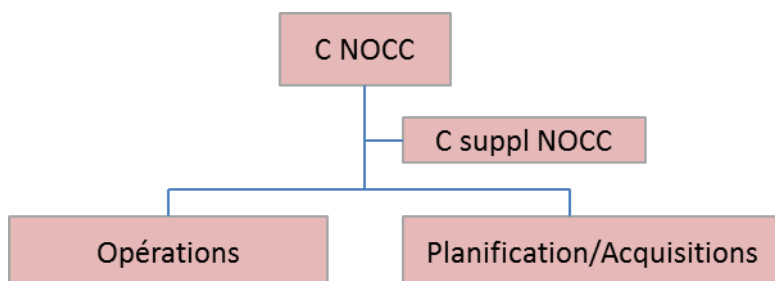 C NOCC
C suppl NOCC
Opérations
Planification/Acquisitions